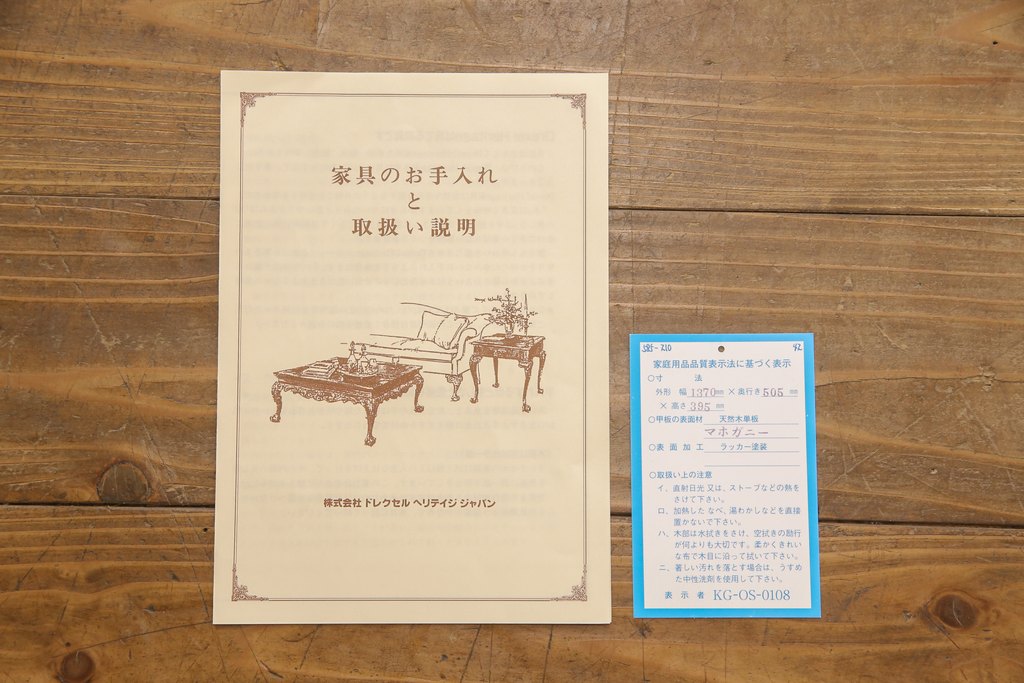 家具のお手入れ
と
取扱い説明
株式会社 ドレクセル ヘリテイジ ジャパン
585-210 42
家庭用品品質表示法に基づく表示
○寸 法
外形 幅 1370㎜ × 奥行き 505 ㎜
× 高さ 395 ㎜
○甲板の表面材 天然木単板
マホガニー
○表 面 加 工 ラッカー塗装
○取扱い上の注意
イ、直射日光又は、ストーブなどの熱を
さけて下さい。
ロ、加熱した なべ、湯わかしなどを直接
置かないで下さい。
ハ、木部は水拭きをさけ、空拭きの励行
が何よりも大切です。柔かくきれい
な布で木目に沿って拭いて下さい。
ニ、著しい汚れを落とす場合は、うすめ
た中性洗剤を使用して下さい。
表 示 者 KG-OS-0108